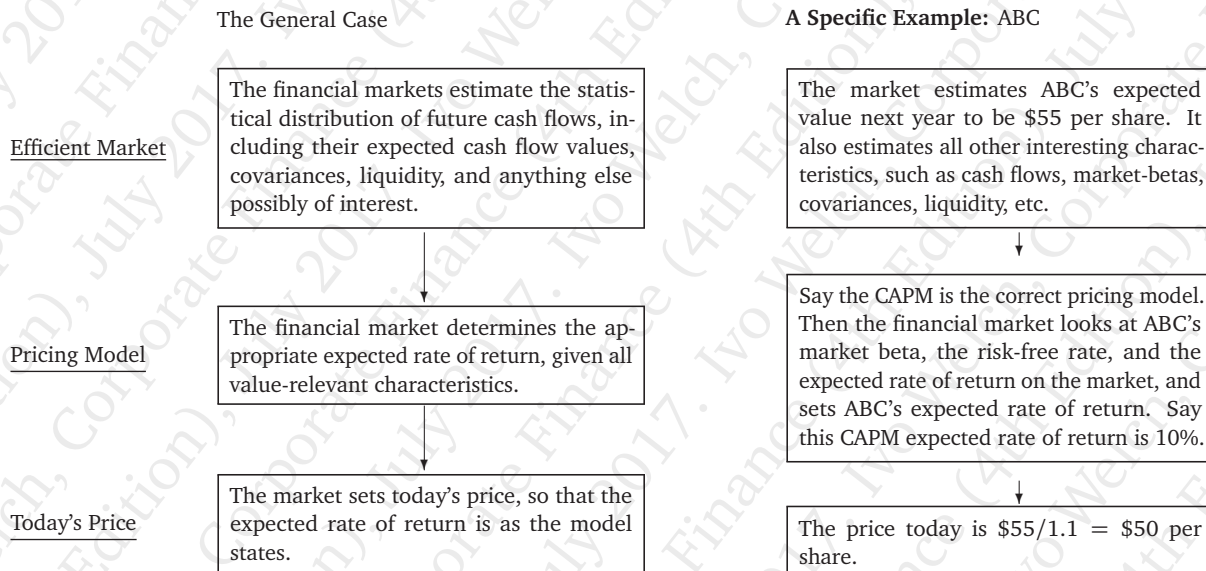 The General Case
A Specific Example: ABC
Efficient Market
The financial markets estimate the statis-
tical distribution of future cash flows, in-
cluding their expected cash flow values,
covariances, liquidity, and anything else
possibly of interest.
The market estimates ABC's expected
value next year to be $55 per share. It
also estimates all other interesting charac-
teristics, such as cash flows, market-betas,
covariances, liquidity, etc.
Pricing Model
The financial market determines the ap-
propriate expected rate of return, given all
value-relevant characteristics.
Say the CAPM is the correct pricing model.
Then the financial market looks at ABC's
market beta, the risk-free rate, and the
expected rate of return on the market, and
sets ABC's expected rate of return. Say
this CAPM expected rate of return is 10%.
Today's Price
The market sets today's price, so that the
expected rate of return is as the model
states.
The price today is $55/1.1 = $50 per
share.